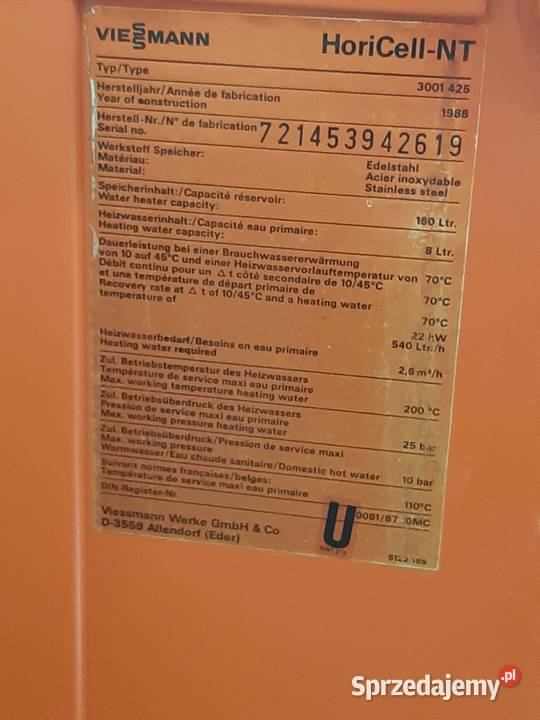 VIESSMANN HoriCell-NT
Typ/Type 3001 425
Herstelljahr/Année de fabrication
Year of construction 1988
Herstell-Nr./N° de fabrication
Serial no. 721453942619
Werkstoff Speicher: Edelstahl
Matériau: Acier inoxydable
Material: Stainless steel
Speicherinhalt:/Capacité réservoir:
Water heater capacity: 160 Ltr.
Heizwasserinhalt:/Capacité eau primaire:
Heating water capacity: 8 Ltr.
Dauerleistung bei einer Brauchwassererwärmung
von 10 auf 45°C und einer Heizwasservorlauftemperatur von 70°C
Débit continu pour un △ t côté secondaire de 10/45°C
et une température de départ primaire de 70°C
Recovery rate at △ t of 10/45°C and a heating water
temperature of 70°C
22 kW
540 Ltr/h
Heizwasserbedarf/Besoins en eau primaire
Heating water required 2,6 m³/h
Zul. Betriebstemperatur des Heizwassers
Température de service maxi eau primaire
Max. working temperature heating water 200 °C
Zul. Betriebsüberdruck des Heizwassers
Pression de service maxi eau primaire
Max. working pressure heating water 25 bar
Zul. Betriebsüberdruck/Pression de service maxi
Max. working pressure
Warmwasser/Eau chaude sanitaire/Domestic hot water 10 bar
Suivant normes françaises/belges:
Température de service maxi eau primaire 110°C
DIN-Register-Nr. 0081/87 0MC
Viessmann Werke GmbH & Co
D-3559 Allendorf (Eder)
U
Sprzedajemy.pl